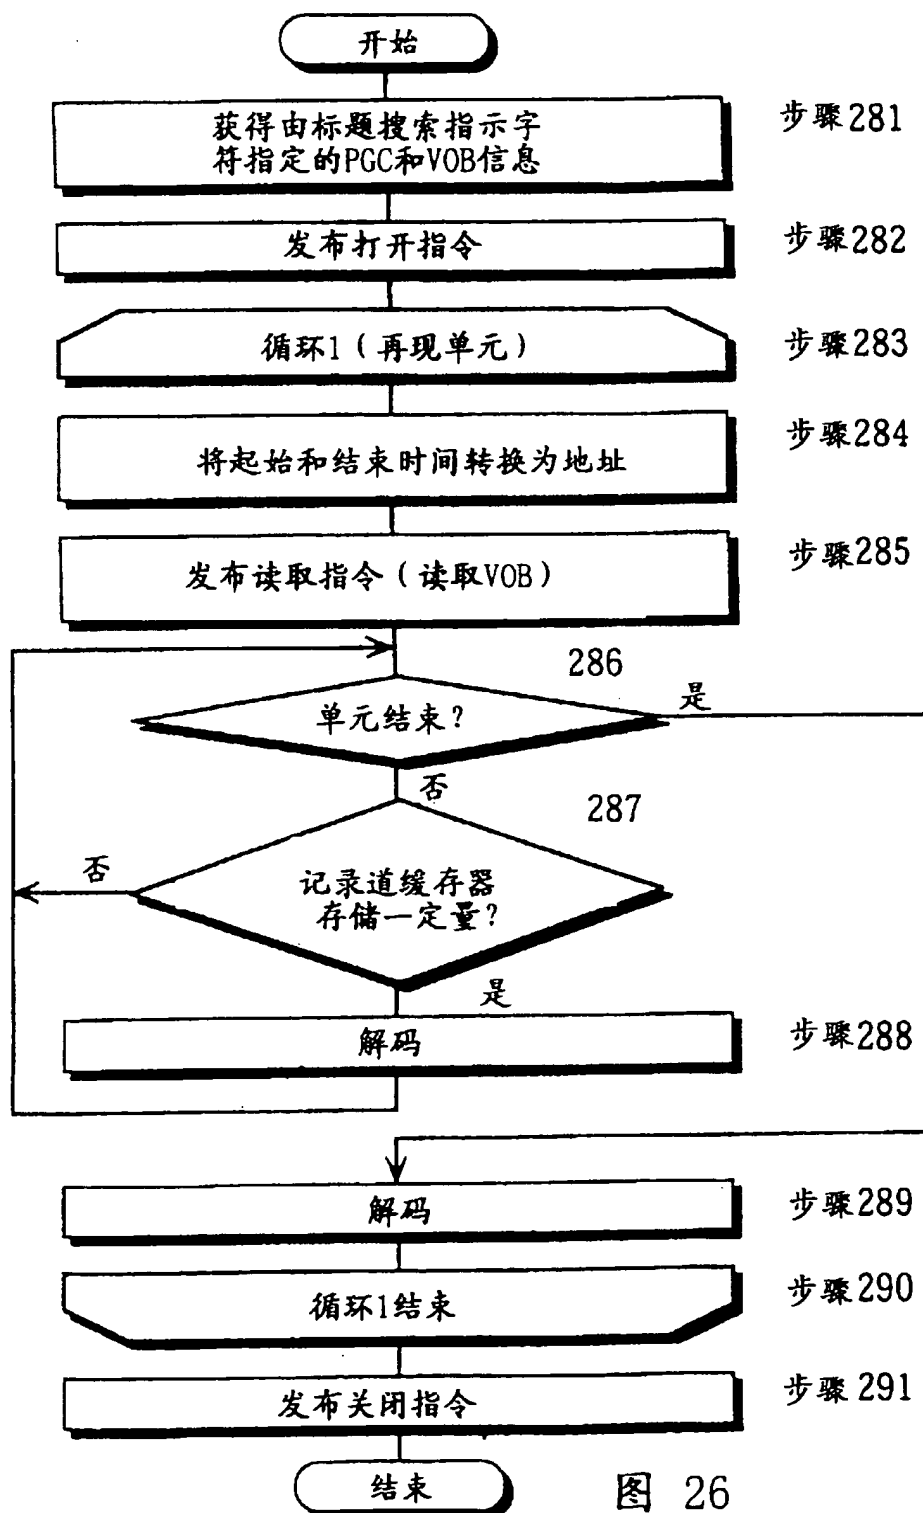 开始
获得由标题搜索指示字
符指定的PGC和VOB信息
步骤281
发布打开指令
步骤282
循环1（再现单元）
步骤283
将起始和结束时间转换为地址
步骤284
发布读取指令（读取VOB）
步骤285
286
单元结束？
是
否
287
记录道缓存器
存储一定量？
否
是
解码
步骤288
解码
步骤289
循环1结束
步骤290
发布关闭指令
步骤291
结束
图 26